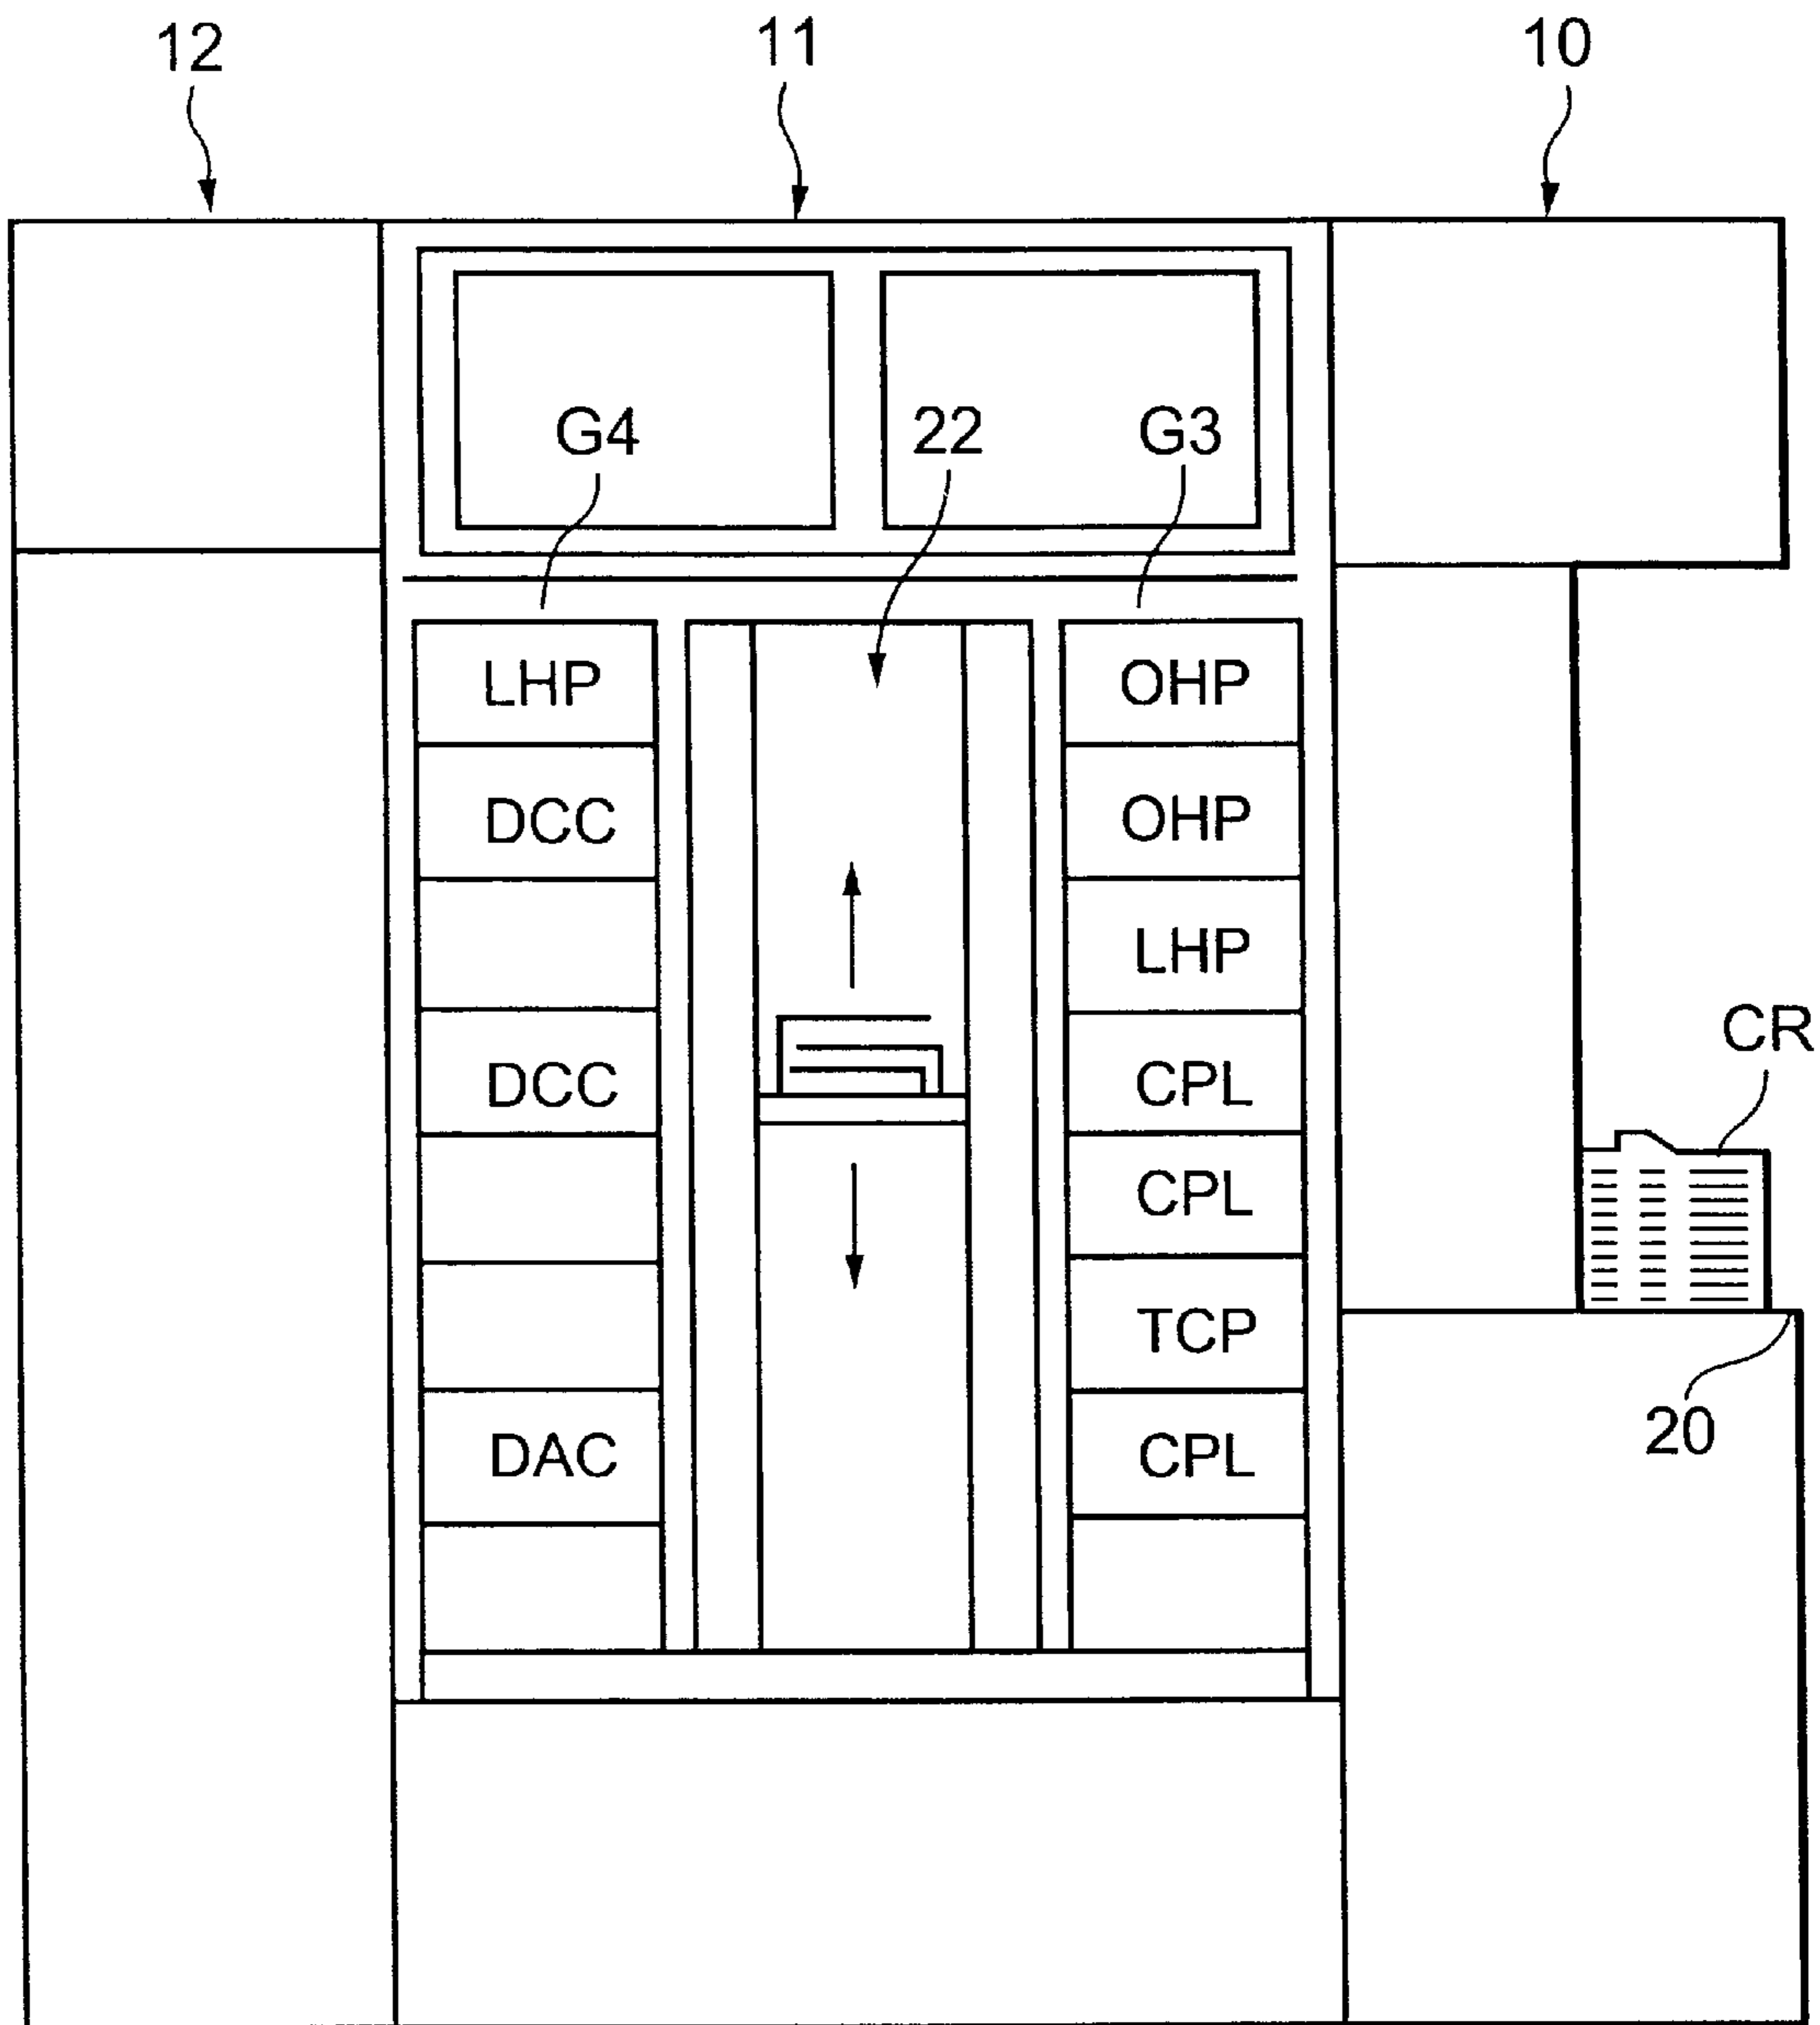 12 11 10
G4 22 G3
LHP OHP
DCC OHP
LHP
CR
DCC CPL
CPL
TCP
20
DAC CPL